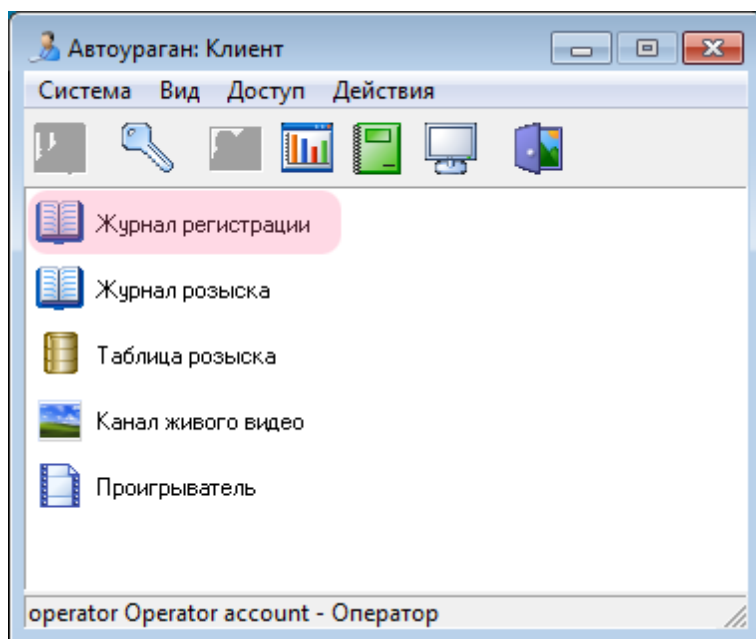 Автоураган: Клиент
Система Вид Доступ Действия
Журнал регистрации
Журнал розыска
Таблица розыска
Канал живого видео
Проигрыватель
operator Operator account - Оператор